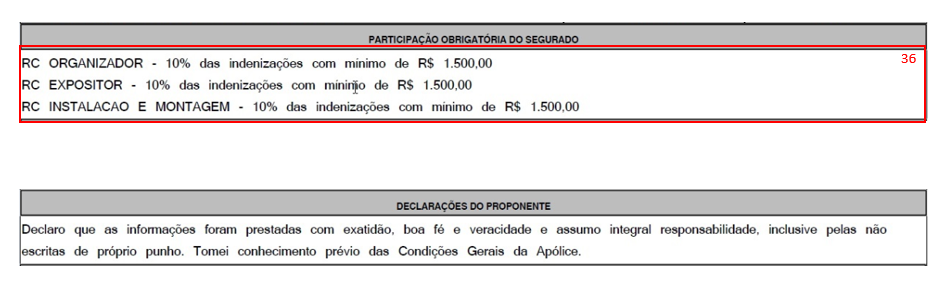 PARTICIPAÇÃO OBRIGATÓRIA DO SEGURADO
36
RC ORGANIZADOR - 10% das indenizações com mínimo de R$ 1.500,00
RC EXPOSITOR - 10% das indenizações com mínimo de R$ 1.500,00
RC INSTALACAO E MONTAGEM - 10% das indenizações com minimo de R$ 1.500,00
DECLARAÇÕES DO PROPONENTE
Declaro que as informações foram prestadas com exatidão, boa fé e veracidade e assumo integral responsabilidade, inclusive pelas não
escritas de próprio punho. Tomei conhecimento prévio das Condições Gerais da Apólice.